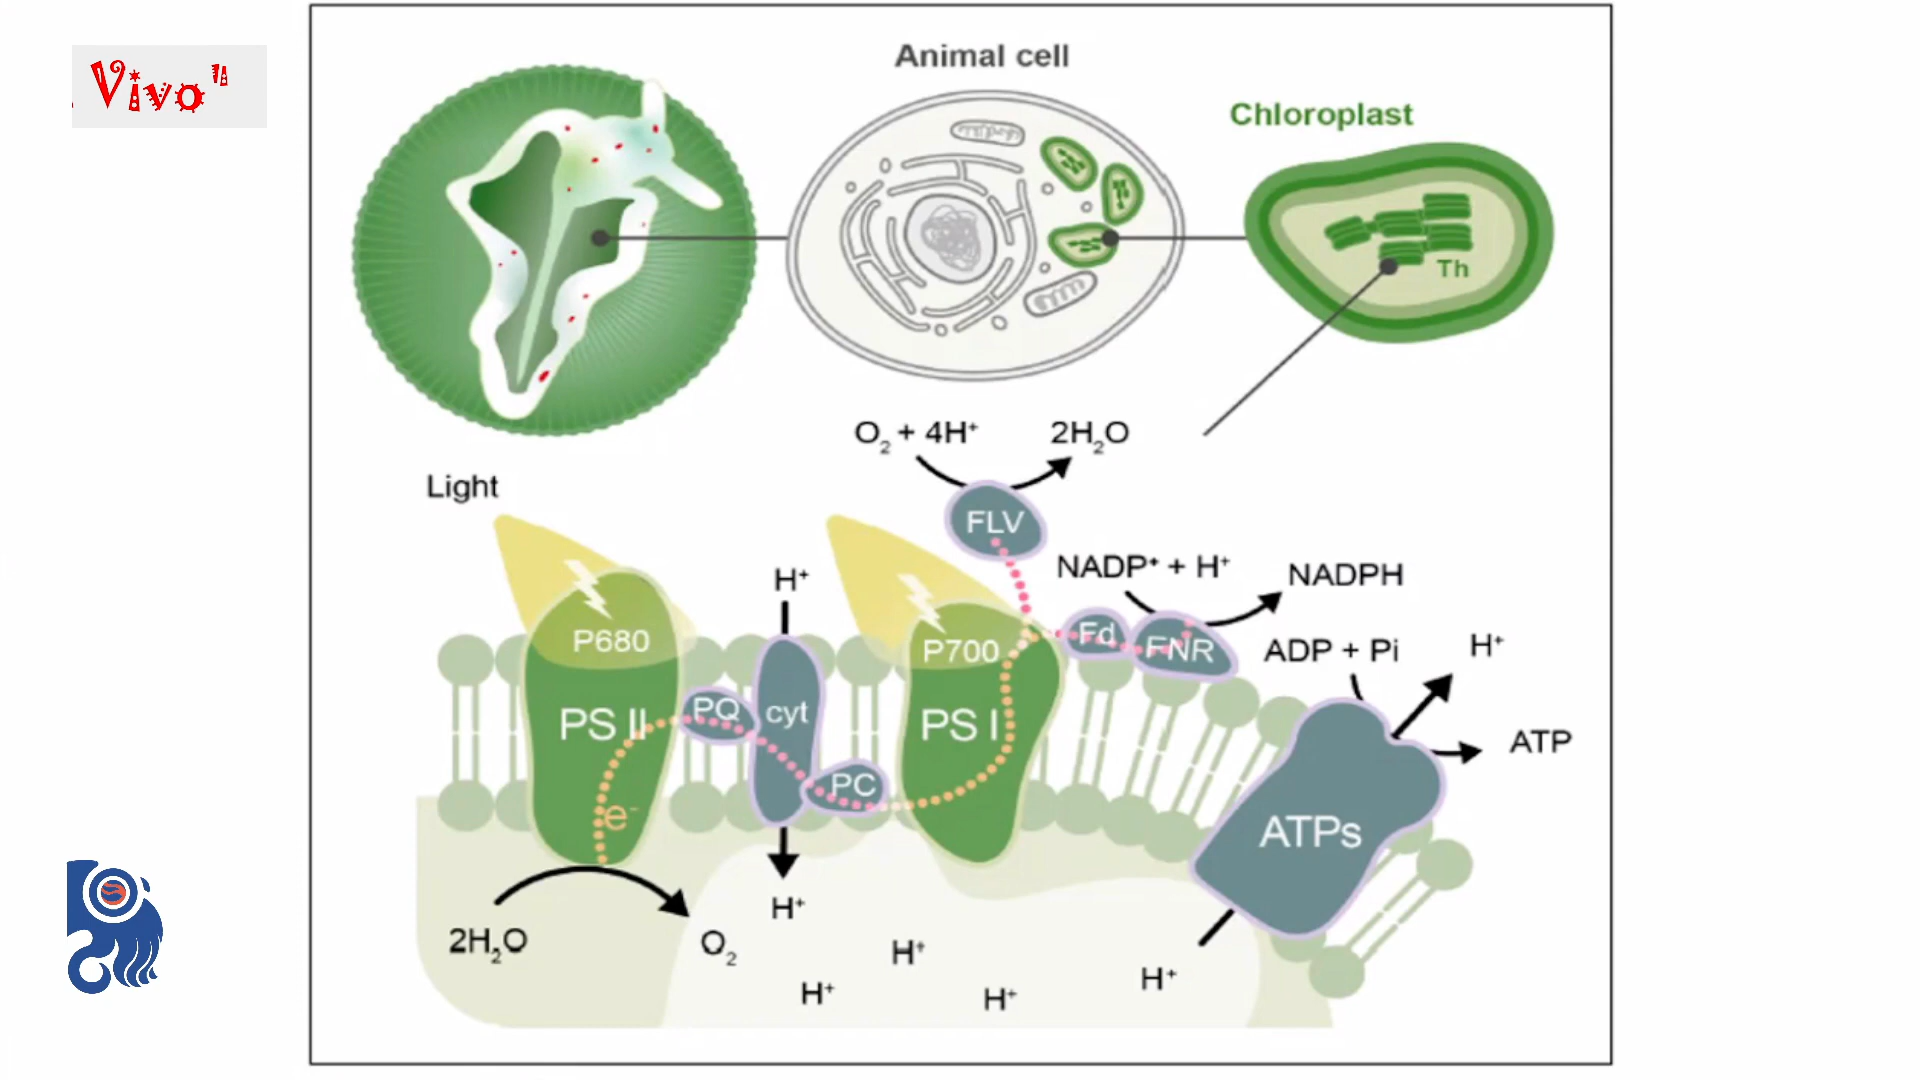 Vivo
Animal cell
Chloroplast
Th
O₂ + 4H⁺
2H₂O
Light
FLV
H⁺
NADP⁺ + H⁺
NADPH
P680
P700
Fd
FNR
ADP + Pi
H⁺
PS II
PQ
cyt
PS I
ATP
PC
e⁻
ATPs
H⁺
2H₂O
O₂
H⁺
H⁺
H⁺
H⁺